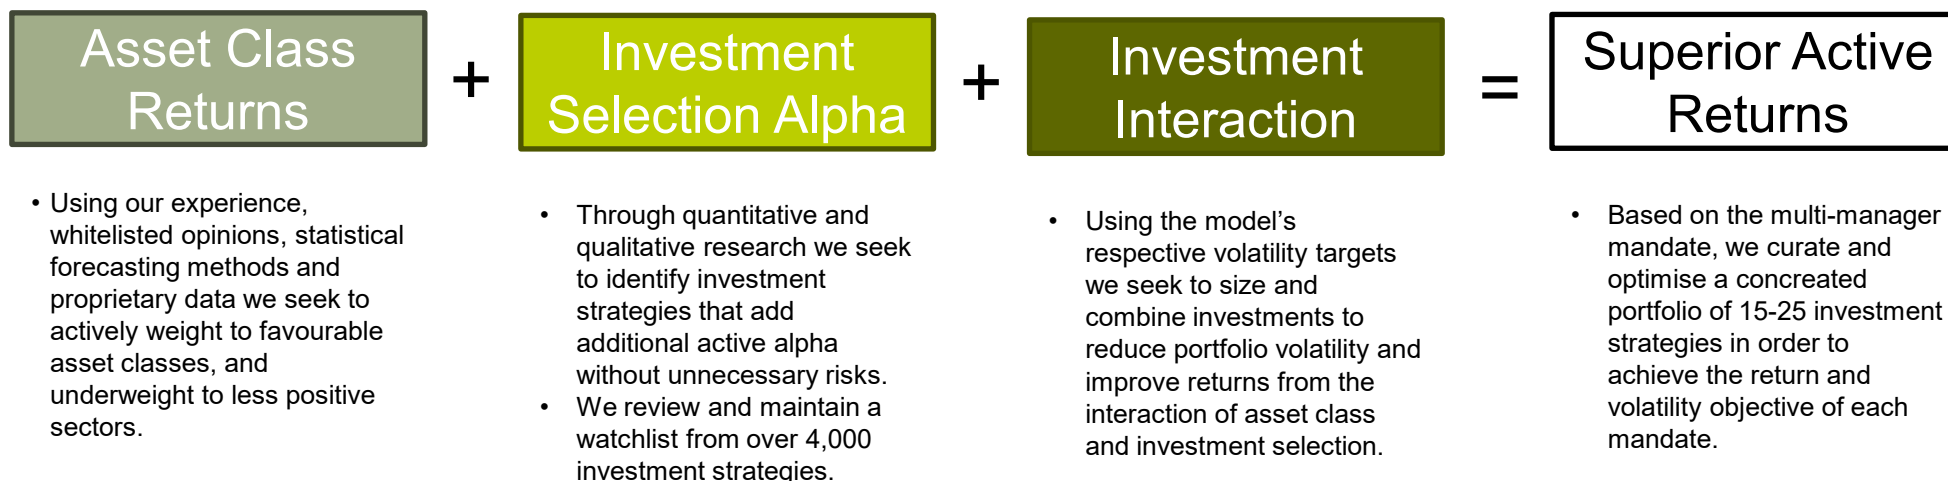 Asset Class
Returns
+
Investment
Selection Alpha
+
Investment
Interaction
=
Superior Active
Returns
• Using our experience,
whitelisted opinions, statistical
forecasting methods and
proprietary data we seek to
actively weight to favourable
asset classes, and
underweight to less positive
sectors.
• Through quantitative and
qualitative research we seek
to identify investment
strategies that add
additional active alpha
without unnecessary risks.
• We review and maintain a
watchlist from over 4,000
investment strategies.
• Using the model's
respective volatility targets
we seek to size and
combine investments to
reduce portfolio volatility and
improve returns from the
interaction of asset class
and investment selection.
• Based on the multi-manager
mandate, we curate and
optimise a concreated
portfolio of 15-25 investment
strategies in order to
achieve the return and
volatility objective of each
mandate.